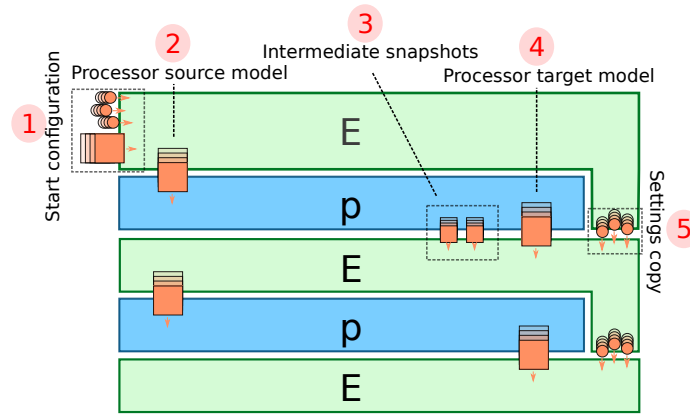 3
2
Intermediate snapshots
4
Processor source model
Processor target model
1
Start configuration
E
p
Settings copy
5
E
p
E